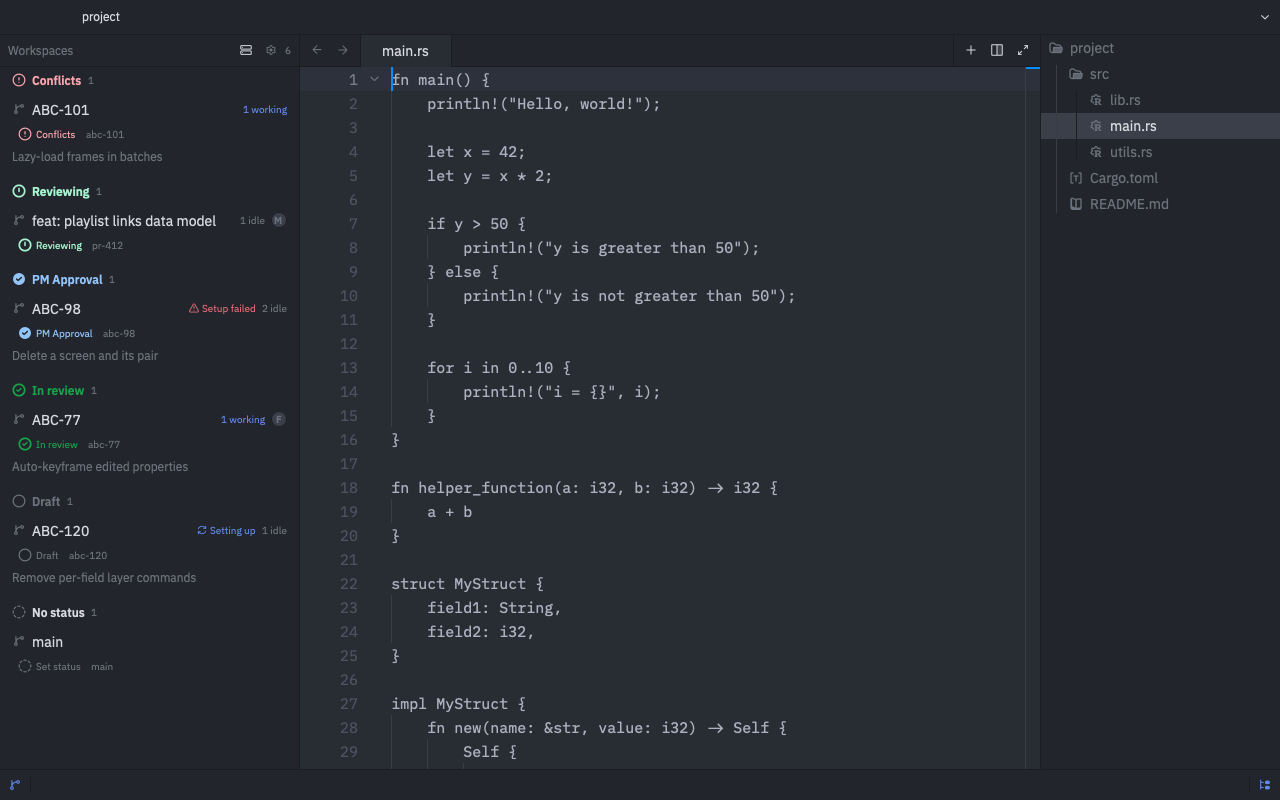 project
Workspaces 6
Conflicts 1
ABC-101 1 working
Conflicts abc-101
Lazy-load frames in batches
Reviewing 1
feat: playlist links data model 1 idle M
Reviewing pr-412
PM Approval 1
ABC-98 Setup failed 2 idle
PM Approval abc-98
Delete a screen and its pair
In review 1
ABC-77 1 working F
In review abc-77
Auto-keyframe edited properties
Draft 1
ABC-120 Setting up 1 idle
Draft abc-120
Remove per-field layer commands
No status 1
main
Set status main
main.rs
1 fn main() {
2 println!("Hello, world!");
3
4 let x = 42;
5 let y = x * 2;
6
7 if y > 50 {
8 println!("y is greater than 50");
9 } else {
10 println!("y is not greater than 50");
11 }
12
13 for i in 0..10 {
14 println!("i = {}", i);
15 }
16 }
17
18 fn helper_function(a: i32, b: i32) -> i32 {
19 a + b
20 }
21
22 struct MyStruct {
23 field1: String,
24 field2: i32,
25 }
26
27 impl MyStruct {
28 fn new(name: &str, value: i32) -> Self {
29 Self {
project
src
lib.rs
main.rs
utils.rs
Cargo.toml
README.md